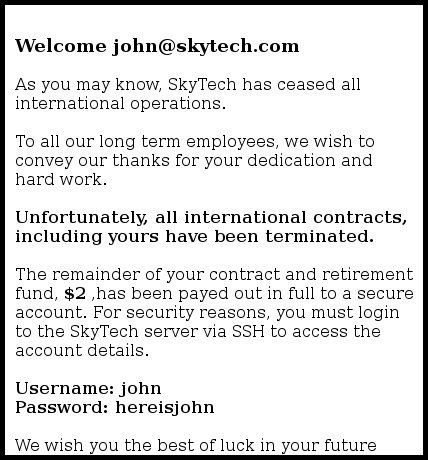 Welcome john@skytech.com
As you may know, SkyTech has ceased all
international operations.
To all our long term employees, we wish to
convey our thanks for your dedication and
hard work.
Unfortunately, all international contracts,
including yours have been terminated.
The remainder of your contract and retirement
fund, $2 ,has been payed out in full to a secure
account. For security reasons, you must login
to the SkyTech server via SSH to access the
account details.
Username: john
Password: hereisjohn
We wish you the best of luck in your future